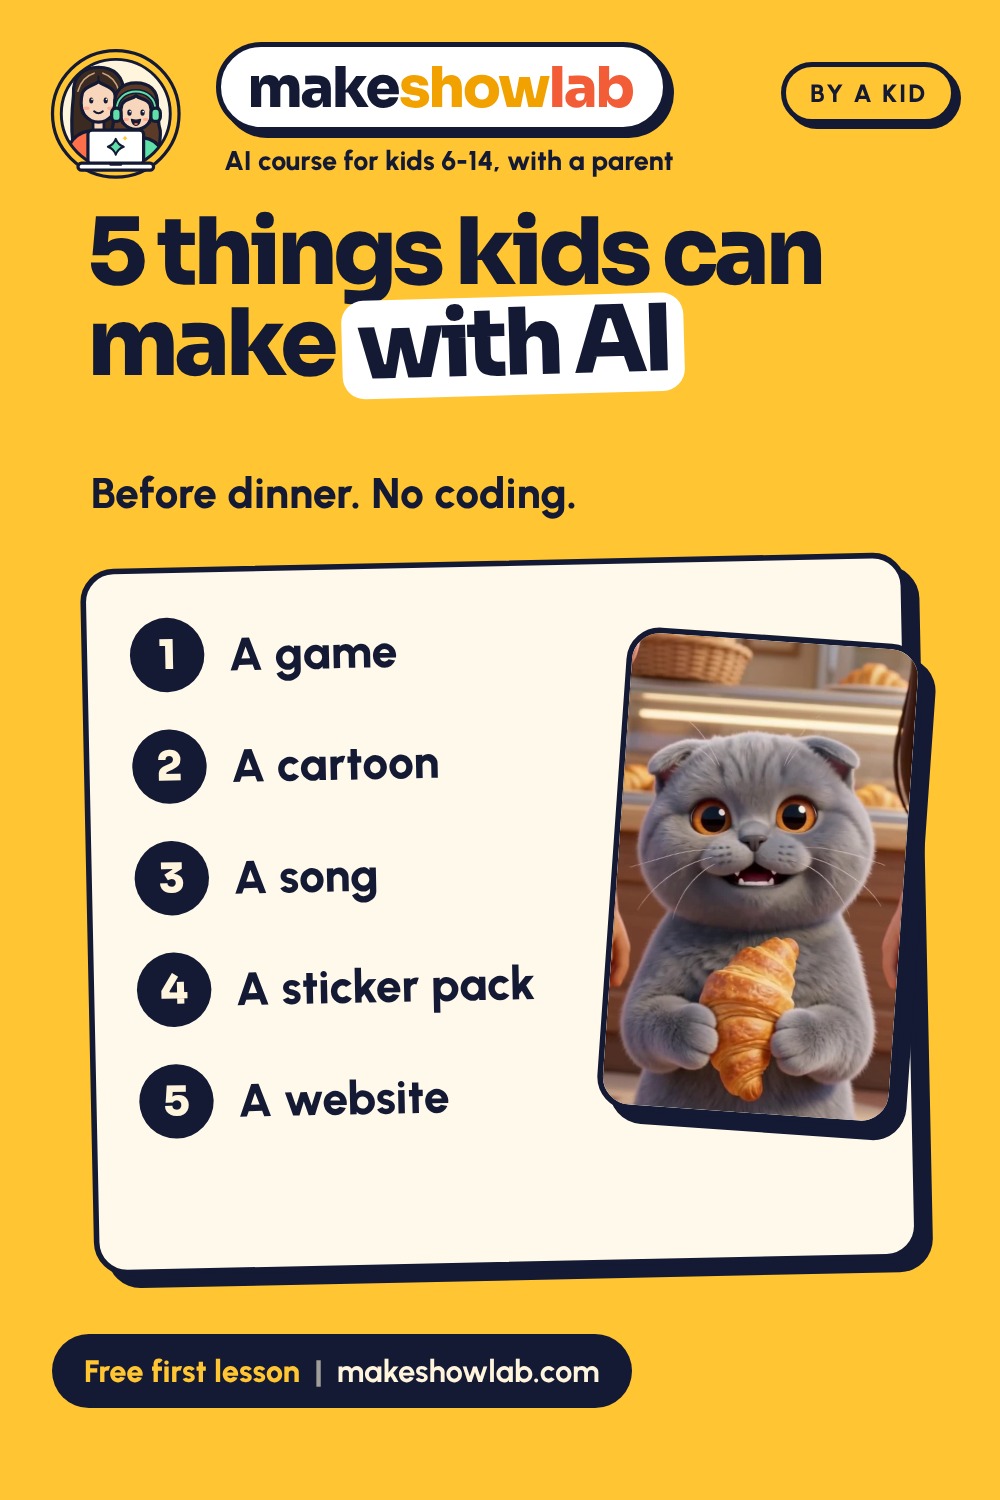 makeshowlab
BY A KID
AI course for kids 6-14, with a parent
5 things kids can
make with AI
Before dinner. No coding.
1 A game
2 A cartoon
3 A song
4 A sticker pack
5 A website
Free first lesson | makeshowlab.com